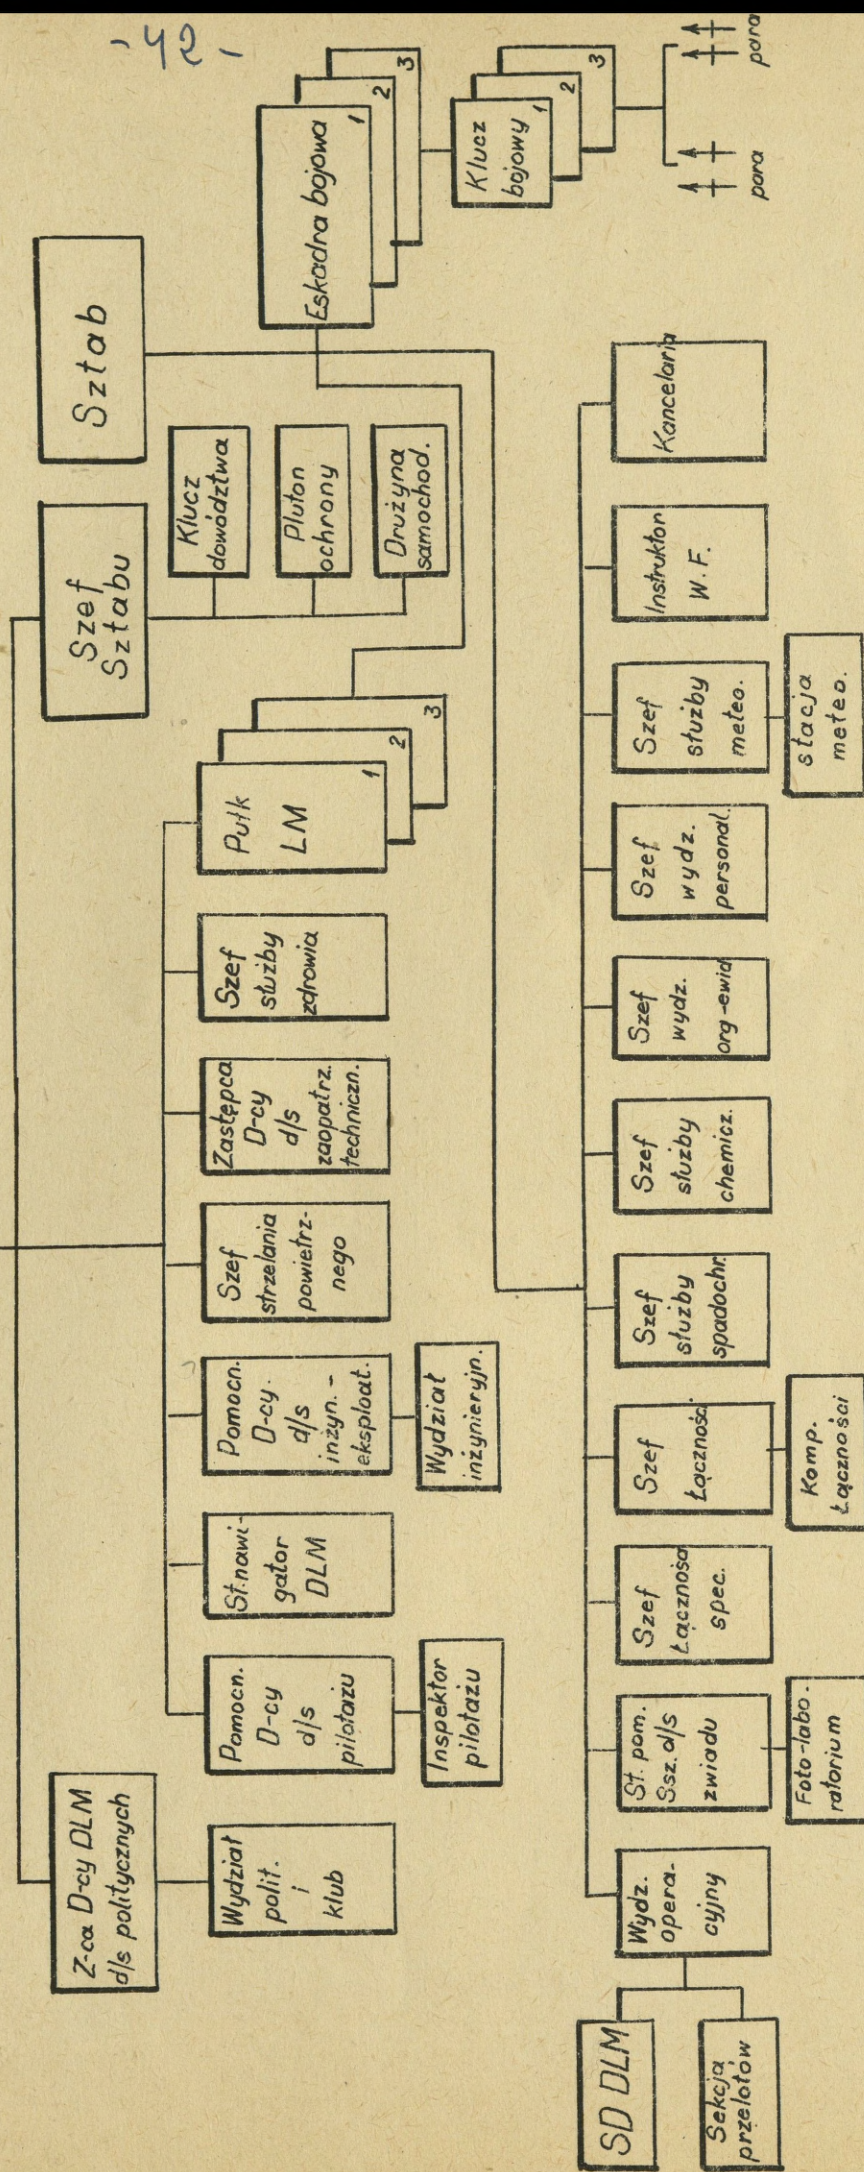 -42-
Z-ca D-cy DLM
d/s politycznych
Szef
Sztabu
Sztab
Wydział
polit.
i
klub
Pomocn.
D-cy
d/s
pilotażu
Inspektor
pilotażu
St.nawi-
gator
DLM
Pomocn.
D-cy.
d/s
inżyn.-
eksploat.
Wydział
inżynieryjn.
Szef
strzelania
powietrz-
nego
Zastępca
D-cy
d/s
zaopatrz.
techniczn.
Szef
służby
zdrowia
Pułk
LM
1
2
3
Klucz
dowództwa
Pluton
ochrony
Drużyna
samochod.
Eskadra bojowa
1
2
3
Klucz
bojowy
1
2
3
para
para
SD DLM
Sekcja
przelotów
Wydz.
opera-
cyjny
St. pom.
Ssz. d/s
zwiadu
Foto-labo-
ratorium
Szef
Łączności
spec.
Szef
Łączności
Komp.
Łączności
Szef
służby
spadochr.
Szef
służby
chemicz.
Szef
wydz.
org-ewid
Szef
wydz.
personal.
Szef
służby
meteo.
stacja
meteo.
Instruktor
W.F.
Kancelaria